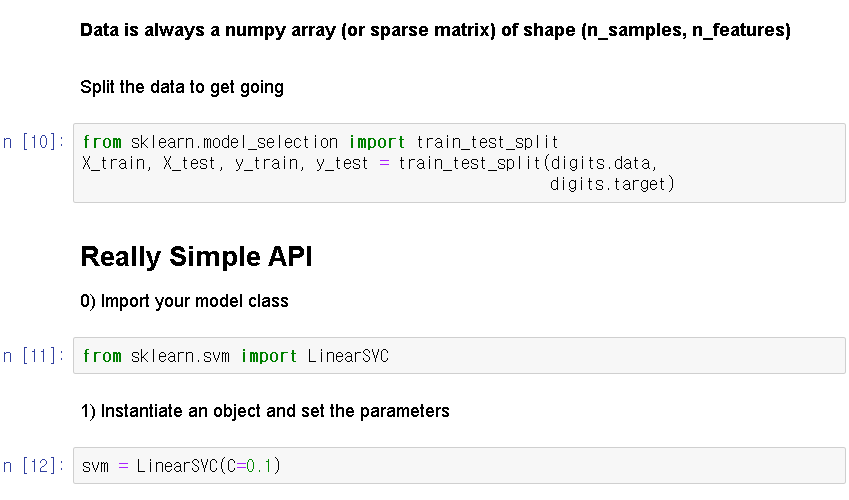 Data is always a numpy array (or sparse matrix) of shape (n_samples, n_features)
Split the data to get going
n [10]: from sklearn.model_selection import train_test_split
X_train, X_test, y_train, y_test = train_test_split(digits.data,
digits.target)
Really Simple API
0) Import your model class
n [11]: from sklearn.svm import LinearSVC
1) Instantiate an object and set the parameters
n [12]: svm = LinearSVC(C=0.1)